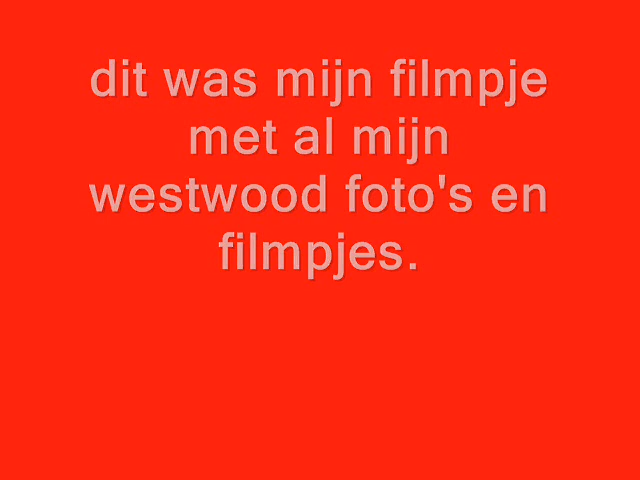 dit was mijn filmpje
met al mijn
westwood foto's en
filmpjes.